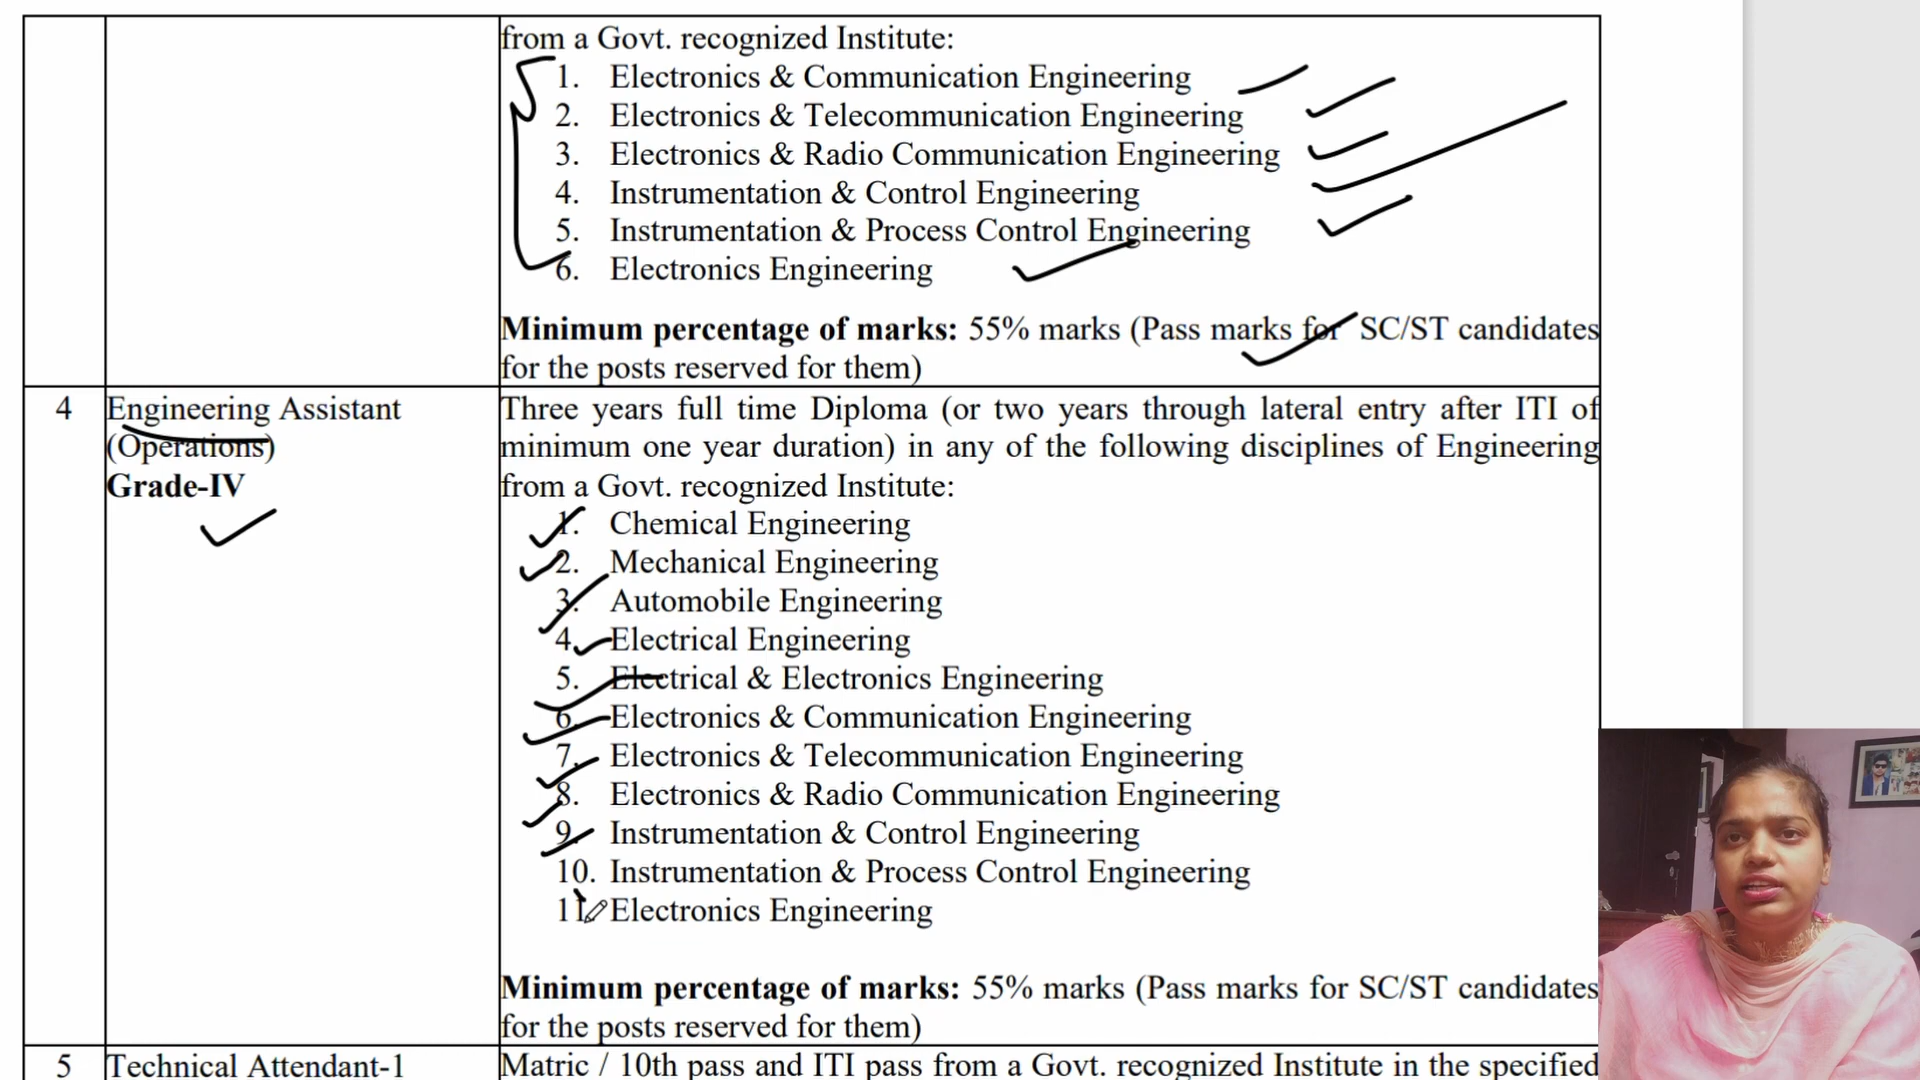 from a Govt. recognized Institute:
1. Electronics & Communication Engineering
2. Electronics & Telecommunication Engineering
3. Electronics & Radio Communication Engineering
4. Instrumentation & Control Engineering
5. Instrumentation & Process Control Engineering
6. Electronics Engineering
Minimum percentage of marks: 55% marks (Pass marks for SC/ST candidates
for the posts reserved for them)
4
Engineering Assistant
(Operations)
Grade-IV
Three years full time Diploma (or two years through lateral entry after ITI of
minimum one year duration) in any of the following disciplines of Engineering
from a Govt. recognized Institute:
1. Chemical Engineering
2. Mechanical Engineering
3. Automobile Engineering
4. Electrical Engineering
5. Electrical & Electronics Engineering
6. Electronics & Communication Engineering
7. Electronics & Telecommunication Engineering
8. Electronics & Radio Communication Engineering
9. Instrumentation & Control Engineering
10. Instrumentation & Process Control Engineering
11. Electronics Engineering
Minimum percentage of marks: 55% marks (Pass marks for SC/ST candidates
for the posts reserved for them)
5
Technical Attendant-1
Matric / 10th pass and ITI pass from a Govt. recognized Institute in the specified